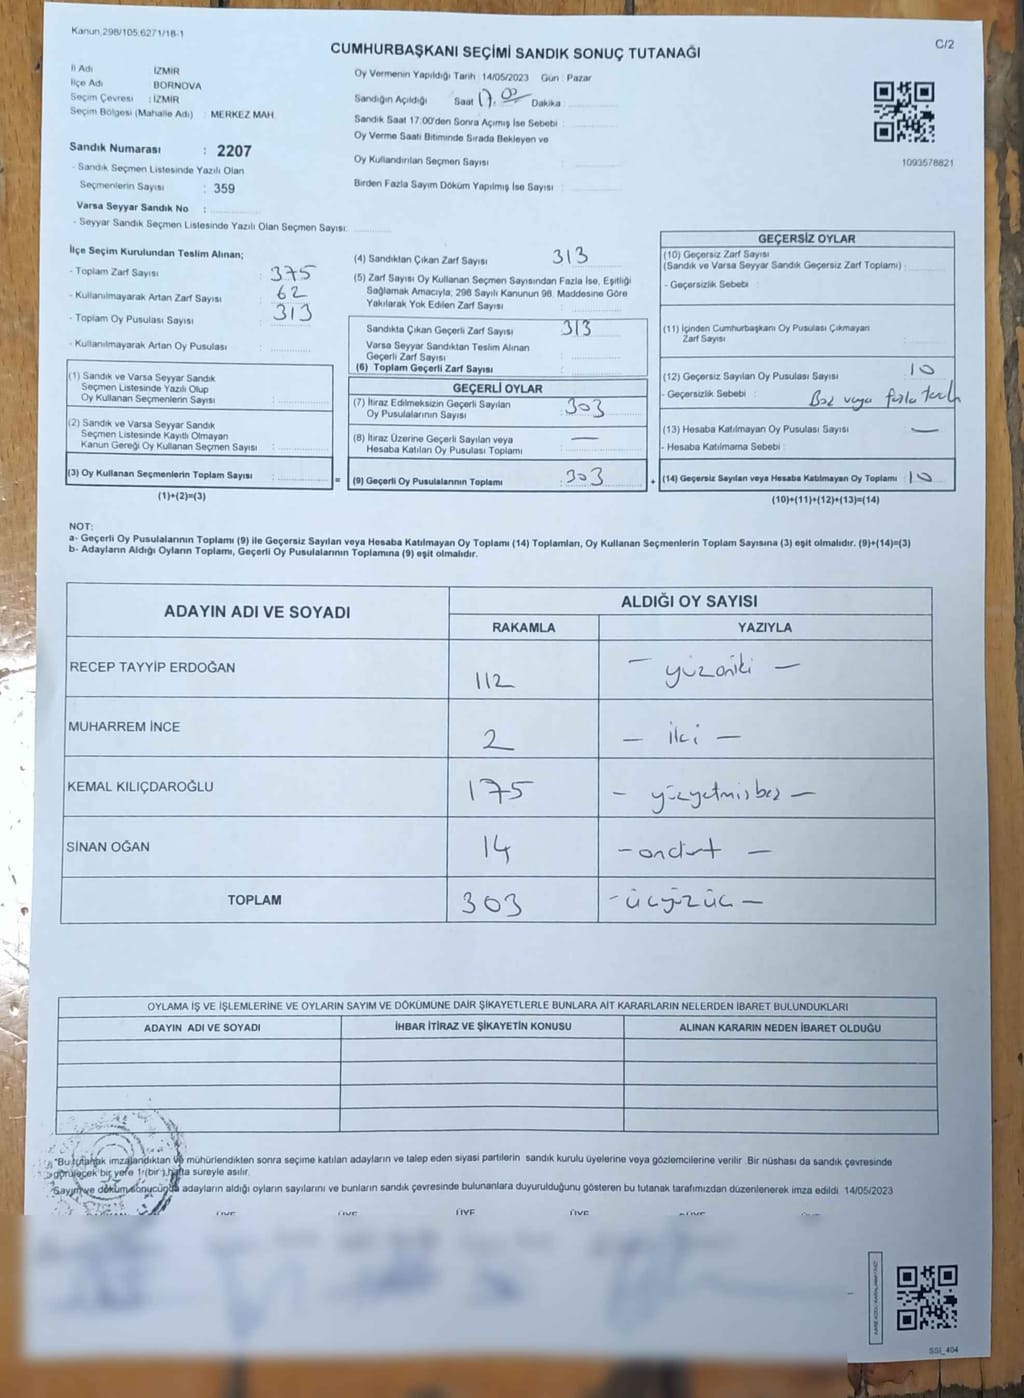 Kanun,298/105,6271/18-1
C/2
CUMHURBAŞKANI SEÇİMİ SANDIK SONUÇ TUTANAĞI
İl Adı İZMİR
İlçe Adı BORNOVA
Seçim Çevresi : İZMİR
Seçim Bölgesi (Mahalle Adı) : MERKEZ MAH.
Sandık Numarası : 2207
- Sandık Seçmen Listesinde Yazılı Olan
Seçmenlerin Sayısı : 359
Varsa Seyyar Sandık No :
- Seyyar Sandık Seçmen Listesinde Yazılı Olan Seçmen Sayısı:
Oy Vermenin Yapıldığı Tarih : 14/05/2023 Gün : Pazar
Sandığın Açıldığı Saat 17.00 Dakika :
Sandık Saat 17:00'den Sonra Açımış İse Sebebi :
Oy Verme Saati Bitiminde Sırada Bekleyen ve
Oy Kullandırılan Seçmen Sayısı :
Birden Fazla Sayım Döküm Yapılmış İse Sayısı :
1093578821
İlçe Seçim Kurulundan Teslim Alınan;
- Toplam Zarf Sayısı : 375
- Kullanılmayarak Artan Zarf Sayısı : 62
- Toplam Oy Pusulası Sayısı : 313
- Kullanılmayarak Artan Oy Pusulası :
(1) Sandık ve Varsa Seyyar Sandık
Seçmen Listesinde Yazılı Olup
Oy Kullanan Seçmenlerin Sayısı :
(2) Sandık ve Varsa Seyyar Sandık
Seçmen Listesinde Kayıtlı Olmayan
Kanun Gereği Oy Kullanan Seçmen Sayısı :
(3) Oy Kullanan Seçmenlerin Toplam Sayısı :
(1)+(2)=(3)
(4) Sandıktan Çıkan Zarf Sayısı : 313
(5) Zarf Sayısı Oy Kullanan Seçmen Sayısından Fazla İse, Eşitliği
Sağlamak Amacıyla, 298 Sayılı Kanunun 98. Maddesine Göre
Yakılarak Yok Edilen Zarf Sayısı :
Sandıkta Çıkan Geçerli Zarf Sayısı : 313
Varsa Seyyar Sandıktan Teslim Alınan
Geçerli Zarf Sayısı :
(6) Toplam Geçerli Zarf Sayısı :
GEÇERLİ OYLAR
(7) İtiraz Edilmeksizin Geçerli Sayılan
Oy Pusulalarının Sayısı : 303
(8) İtiraz Üzerine Geçerli Sayılan veya
Hesaba Katılan Oy Pusulası Toplamı : —
= (9) Geçerli Oy Pusulalarının Toplamı : 303
GEÇERSİZ OYLAR
(10) Geçersiz Zarf Sayısı
(Sandık ve Varsa Seyyar Sandık Geçersiz Zarf Toplamı) :
- Geçersizlik Sebebi :
(11) İçinden Cumhurbaşkanı Oy Pusulası Çıkmayan
Zarf Sayısı :
(12) Geçersiz Sayılan Oy Pusulası Sayısı : 10
- Geçersizlik Sebebi : Boş veya fazla tercih
(13) Hesaba Katılmayan Oy Pusulası Sayısı : —
- Hesaba Katılmama Sebebi :
+ (14) Geçersiz Sayılan veya Hesaba Katılmayan Oy Toplamı : 10
(10)+(11)+(12)+(13)=(14)
NOT:
a- Geçerli Oy Pusulalarının Toplamı (9) ile Geçersiz Sayılan veya Hesaba Katılmayan Oy Toplamı (14) Toplamları, Oy Kullanan Seçmenlerin Toplam Sayısına (3) eşit olmalıdır. (9)+(14)=(3)
b- Adayların Aldığı Oyların Toplamı, Geçerli Oy Pusulalarının Toplamına (9) eşit olmalıdır.
ADAYIN ADI VE SOYADI ALDIĞI OY SAYISI
RAKAMLA YAZIYLA
RECEP TAYYİP ERDOĞAN 112 — yüzoniki —
MUHARREM İNCE 2 — iki —
KEMAL KILIÇDAROĞLU 175 — yüzyetmişbeş —
SİNAN OĞAN 14 — ondört —
TOPLAM 303 — üçyüzüç —
OYLAMA İŞ VE İŞLEMLERİNE VE OYLARIN SAYIM VE DÖKÜMÜNE DAİR ŞİKAYETLERLE BUNLARA AİT KARARLARIN NELERDEN İBARET BULUNDUKLARI
ADAYIN ADI VE SOYADI İHBAR İTİRAZ VE ŞİKAYETİN KONUSU ALINAN KARARIN NEDEN İBARET OLDUĞU
"Bu tutanak imzalandıktan ve mühürlendikten sonra seçime katılan adayların ve talep eden siyasi partilerin sandık kurulu üyelerine veya gözlemcilerine verilir. Bir nüshası da sandık çevresinde
görülecek bir yere 1 (bir) hafta süreyle asılır.
Sayım ve döküm sonucunda adayların aldığı oyların sayılarını ve bunların sandık çevresinde bulunanlara duyurulduğunu gösteren bu tutanak tarafımızdan düzenlenerek imza edildi. 14/05/2023
ÜYE ÜYE ÜYE ÜYE ÜYE
SSİ_404